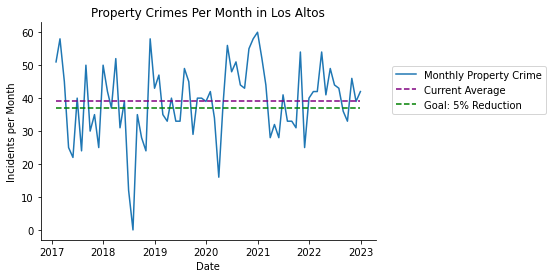 Property Crimes Per Month in Los Altos
60
50
40
30
20
10
0
Incidents per Month
2017 2018 2019 2020 2021 2022 2023
Date
Monthly Property Crime
Current Average
Goal: 5% Reduction